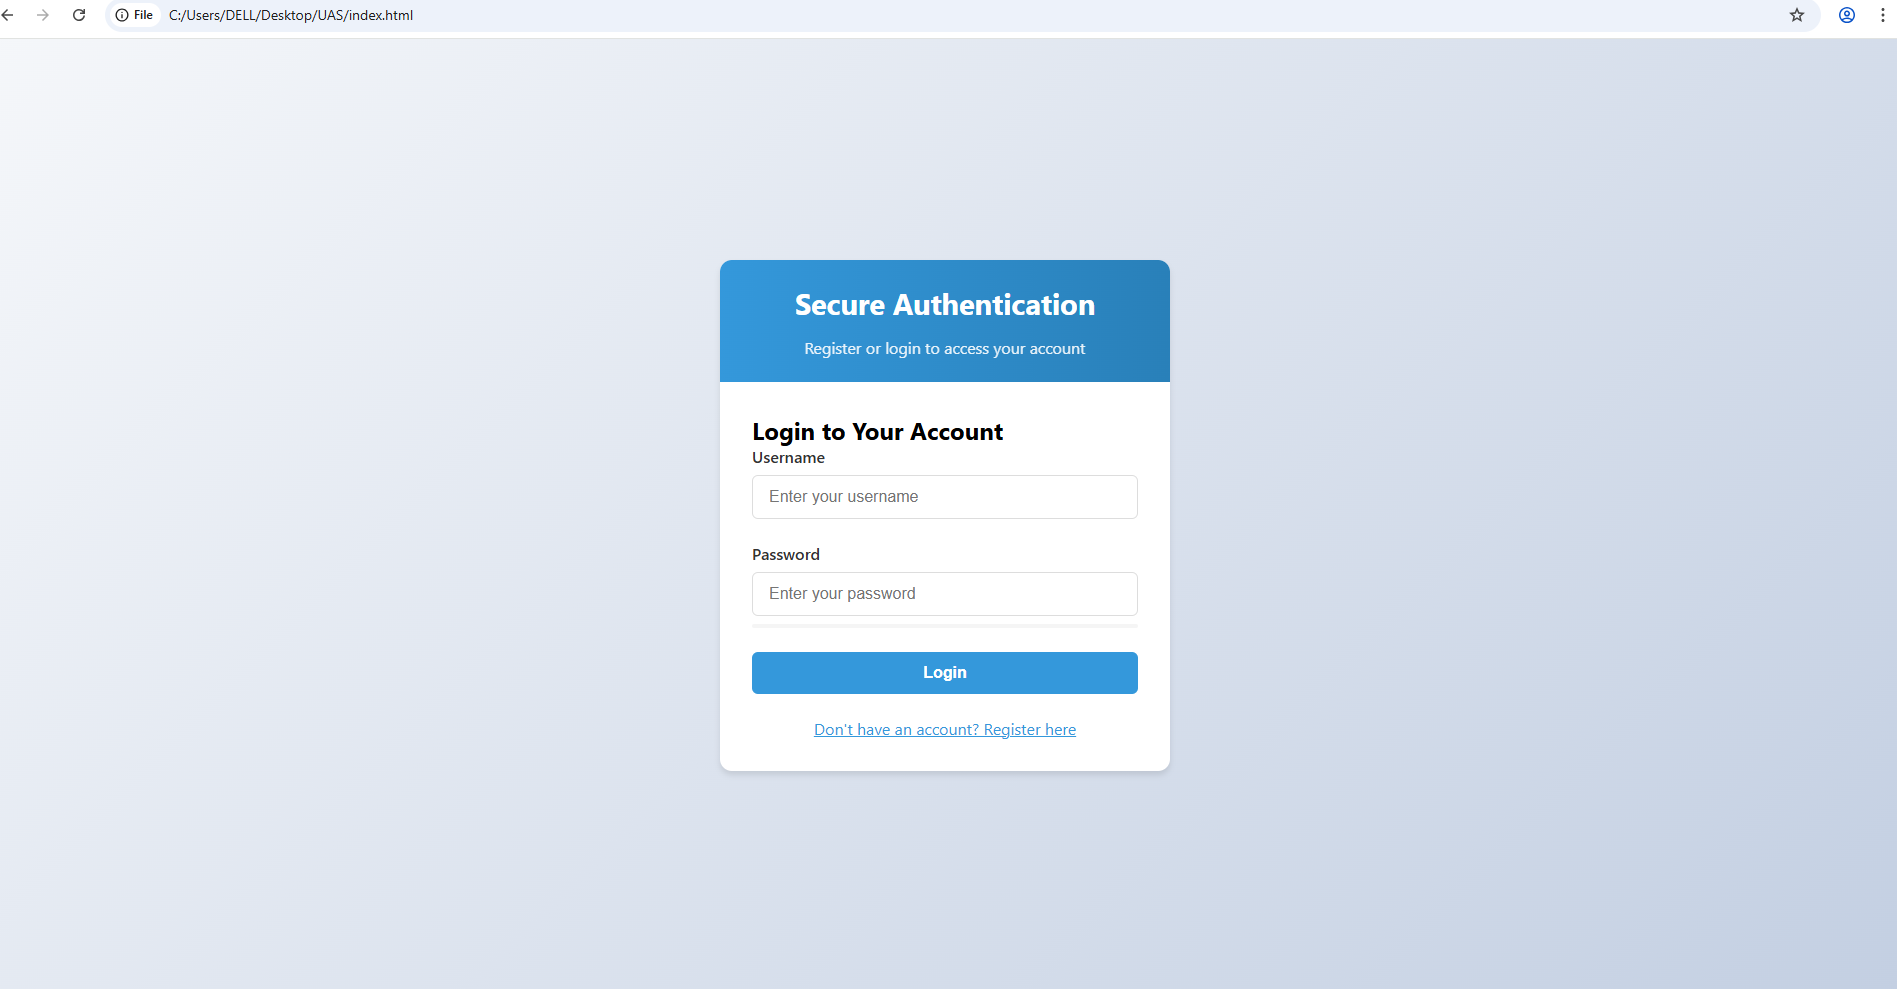 File C:/Users/DELL/Desktop/UAS/index.html
Secure Authentication
Register or login to access your account
Login to Your Account
Username
Enter your username
Password
Enter your password
Login
Don't have an account? Register here